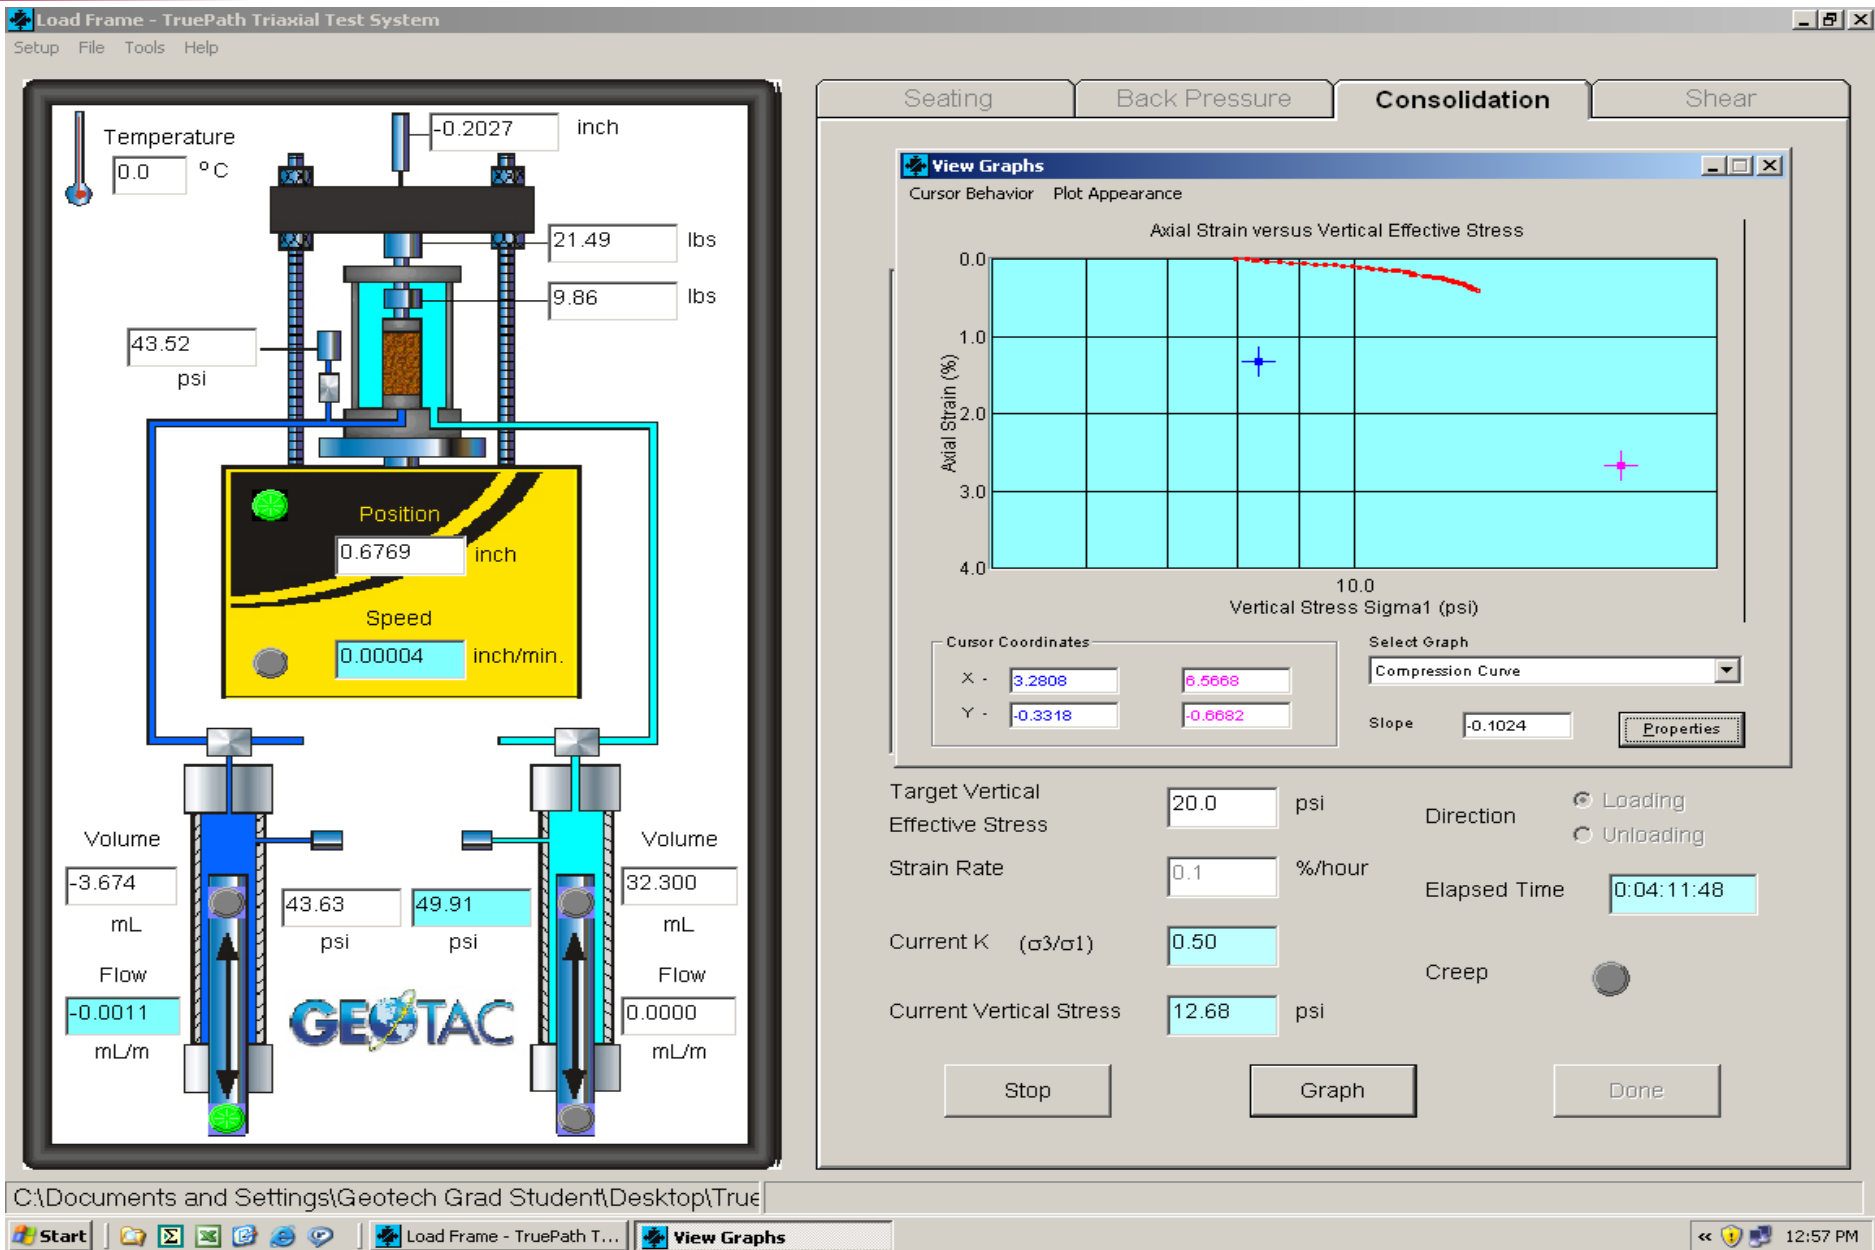 Load Frame - TruePath Triaxial Test System
Setup File Tools Help
Temperature
0.0 °C
-0.2027 inch
21.49 lbs
9.86 lbs
43.52
psi
Position
0.6769 inch
Speed
0.00004 inch/min.
Volume
-3.674
mL
Flow
-0.0011
mL/m
43.63
psi
49.91
psi
GEOTAC
Volume
32.300
mL
Flow
0.0000
mL/m
Seating Back Pressure Consolidation Shear
View Graphs
Cursor Behavior Plot Appearance
Axial Strain versus Vertical Effective Stress
0.0
1.0
2.0
3.0
4.0
Axial Strain (%)
10.0
Vertical Stress Sigma1 (psi)
Cursor Coordinates
X - 3.2808 6.5668
Y - -0.3318 -0.6682
Select Graph
Compression Curve
Slope -0.1024 Properties
Target Vertical
Effective Stress 20.0 psi
Direction Loading
Unloading
Strain Rate 0.1 %/hour
Elapsed Time 0:04:11:48
Current K (σ3/σ1) 0.50
Creep
Current Vertical Stress 12.68 psi
Stop Graph Done
C:\Documents and Settings\Geotech Grad Student\Desktop\True
Start Load Frame - TruePath T... View Graphs « 12:57 PM